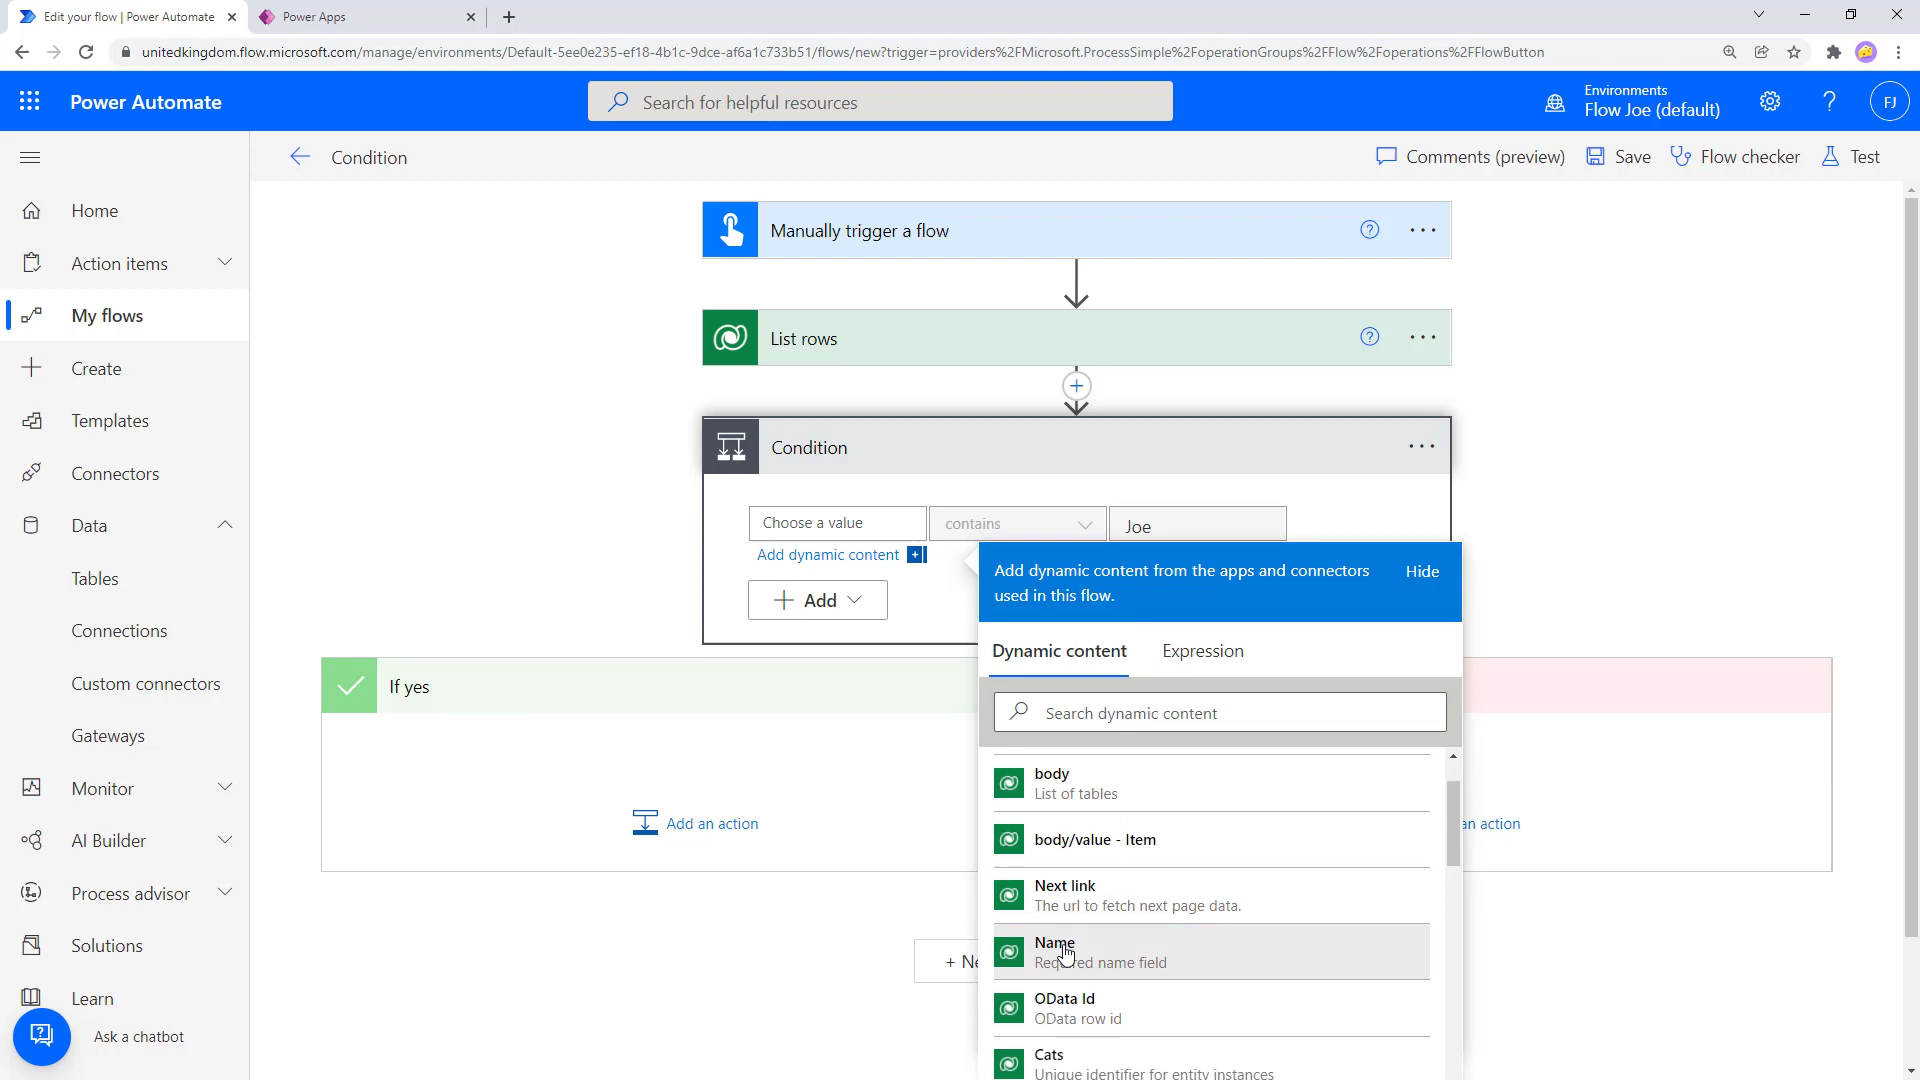 Edit your flow | Power Automate
Power Apps
unitedkingdom.flow.microsoft.com/manage/environments/Default-5ee0e235-ef18-4b1c-9dce-af6a1c733b51/flows/new?trigger=providers%2FMicrosoft.ProcessSimple%2FoperationGroups%2FFlow%2Foperations%2FFlowButton
Power Automate
Search for helpful resources
Environments
Flow Joe (default)
FJ
Condition
Comments (preview)
Save
Flow checker
Test
Home
Action items
My flows
Create
Templates
Connectors
Data
Tables
Connections
Custom connectors
Gateways
Monitor
AI Builder
Process advisor
Solutions
Learn
Ask a chatbot
Manually trigger a flow
List rows
Condition
Choose a value
contains
Joe
Add dynamic content
Add
If yes
Add an action
an action
+ Ne
Add dynamic content from the apps and connectors
used in this flow.
Hide
Dynamic content
Expression
Search dynamic content
body
List of tables
body/value - Item
Next link
The url to fetch next page data.
Name
Required name field
OData Id
OData row id
Cats
Unique identifier for entity instances